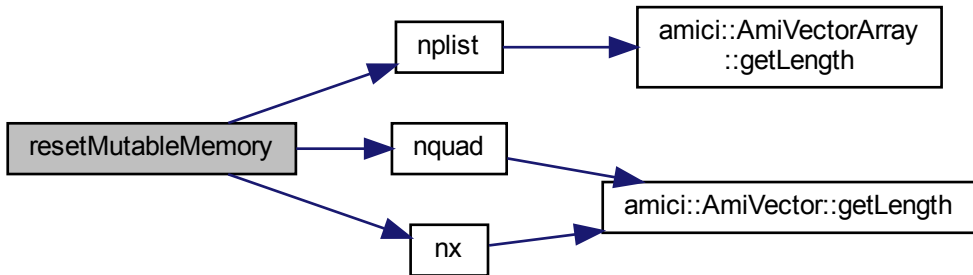 resetMutableMemory
nplist
amici::AmiVectorArray
::getLength
nquad
amici::AmiVector::getLength
nx